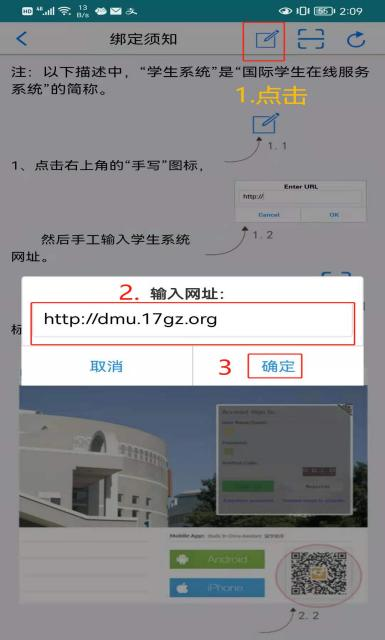 HD 4G 13 B/s 55 2:09
绑定须知
注：以下描述中，“学生系统”是“国际学生在线服务
系统”的简称。
1.点击
1.1
1、点击右上角的“手写”图标，
Enter URL
http://
Cancel OK
1.2
然后手工输入学生系统
网址。
2. 输入网址：
标
http://dmu.17gz.org
取消 3 确定
Account Sign In
Mobile App:
Android
iPhone
2.2